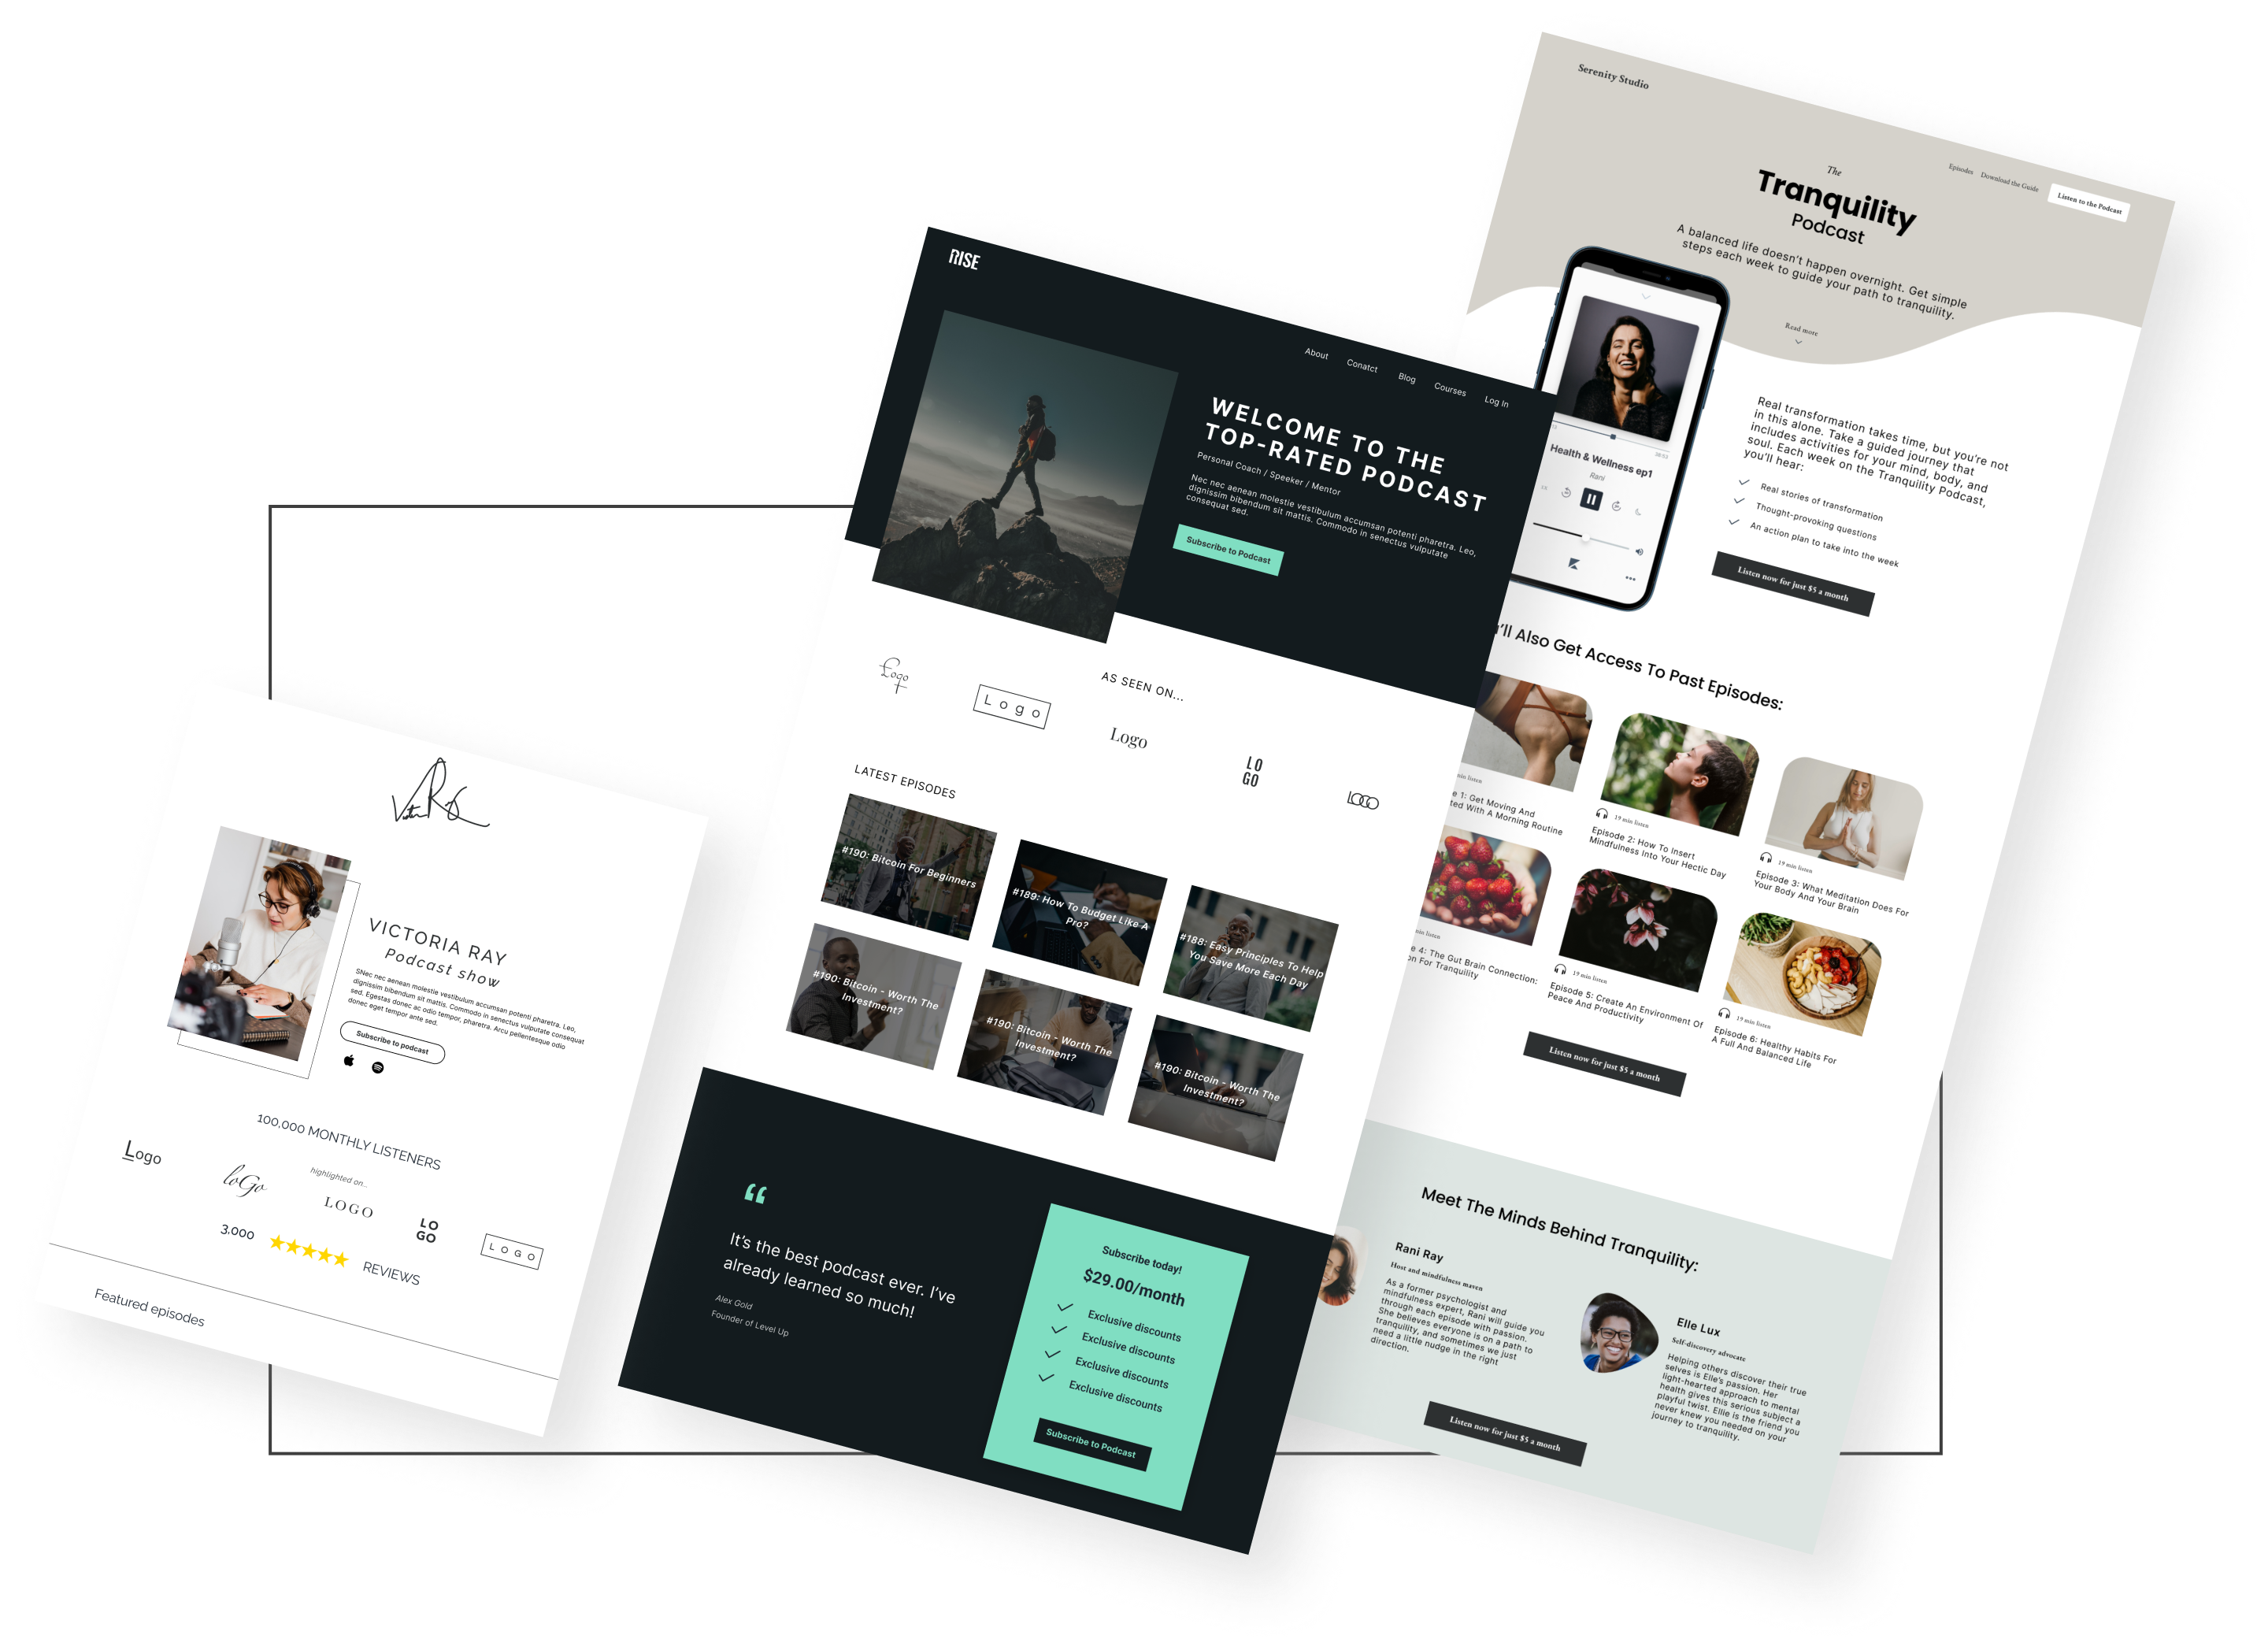 VICTORIA RAY
Podcast show
SNec nec aenean molestie vestibulum accumsan potenti pharetra. Leo,
dignissim bibendum sit mattis. Commodo in senectus vulputate consequat
sed. Egestas donec ac odio tempor, pharetra. Arcu pellentesque odio
donec eget tempor ante sed.
Subscribe to podcast
100,000 MONTHLY LISTENERS
highlighted on...
Logo
loGo
LOGO
LO
GO
LOGO
3.000
REVIEWS
Featured episodes
RISE
About
Conatct
Blog
Courses
Log In
WELCOME TO THE
TOP-RATED PODCAST
Personal Coach / Speeker / Mentor
Nec nec aenean molestie vestibulum accumsan potenti pharetra. Leo,
dignissim bibendum sit mattis. Commodo in senectus vulputate
consequat sed.
Subscribe to Podcast
AS SEEN ON...
Logo
Logo
Logo
LO
GO
LOGO
LATEST EPISODES
#190: Bitcoin For Beginners
#189: How To Budget Like A
Pro?
#188: Easy Principles To Help
You Save More Each Day
#190: Bitcoin - Worth The
Investment?
#190: Bitcoin - Worth The
Investment?
#190: Bitcoin - Worth The
Investment?
“
It’s the best podcast ever. I’ve
already learned so much!
Alex Gold
Founder of Level Up
Subscribe today!
$29.00/month
Exclusive discounts
Exclusive discounts
Exclusive discounts
Exclusive discounts
Subscribe to Podcast
Serenity Studio
Episodes
Download the Guide
Listen to the Podcast
The
Tranquility
Podcast
A balanced life doesn’t happen overnight. Get simple
steps each week to guide your path to tranquility.
Read more
Health & Wellness ep1
Rani
Real transformation takes time, but you’re not
in this alone. Take a guided journey that
includes activities for your mind, body, and
soul. Each week on the Tranquility Podcast,
you’ll hear:
Real stories of transformation
Thought-provoking questions
An action plan to take into the week
Listen now for just $5 a month
’ll Also Get Access To Past Episodes:
min listen
e 1: Get Moving And
ted With A Morning Routine
19 min listen
Episode 2: How To Insert
Mindfulness Into Your Hectic Day
19 min listen
Episode 3: What Meditation Does For
Your Body And Your Brain
min listen
e 4: The Gut Brain Connection:
on For Tranquility
19 min listen
Episode 5: Create An Environment Of
Peace And Productivity
19 min listen
Episode 6: Healthy Habits For
A Full And Balanced Life
Listen now for just $5 a month
Meet The Minds Behind Tranquility:
Rani Ray
Host and mindfulness maven
As a former psychologist and
mindfulness expert, Rani will guide you
through each episode with passion.
She believes everyone is on a path to
tranquility, and sometimes we just
need a little nudge in the right
direction.
Elle Lux
Self-discovery advocate
Helping others discover their true
selves is Elle’s passion. Her
light-hearted approach to mental
health gives this serious subject a
playful twist. Ellie is the friend you
never knew you needed on your
journey to tranquility.
Listen now for just $5 a month